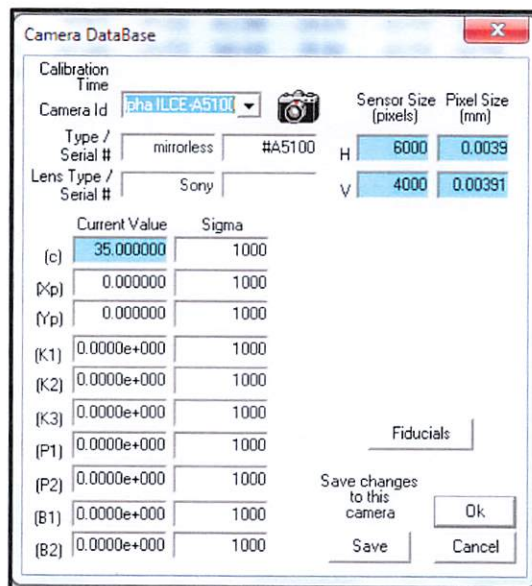 Camera DataBase
Calibration
Time
Camera Id pha ILCE-A5100
Sensor Size (pixels) Pixel Size (mm)
Type / Serial # mirrorless #A5100
H 6000 0.0039
Lens Type / Serial # Sony
V 4000 0.00391
Current Value Sigma
(c) 35.000000 1000
(Xp) 0.000000 1000
(Yp) 0.000000 1000
(K1) 0.0000e+000 1000
(K2) 0.0000e+000 1000
(K3) 0.0000e+000 1000
(P1) 0.0000e+000 1000
(P2) 0.0000e+000 1000
(B1) 0.0000e+000 1000
(B2) 0.0000e+000 1000
Fiducials
Save changes
to this
camera
Ok
Save Cancel